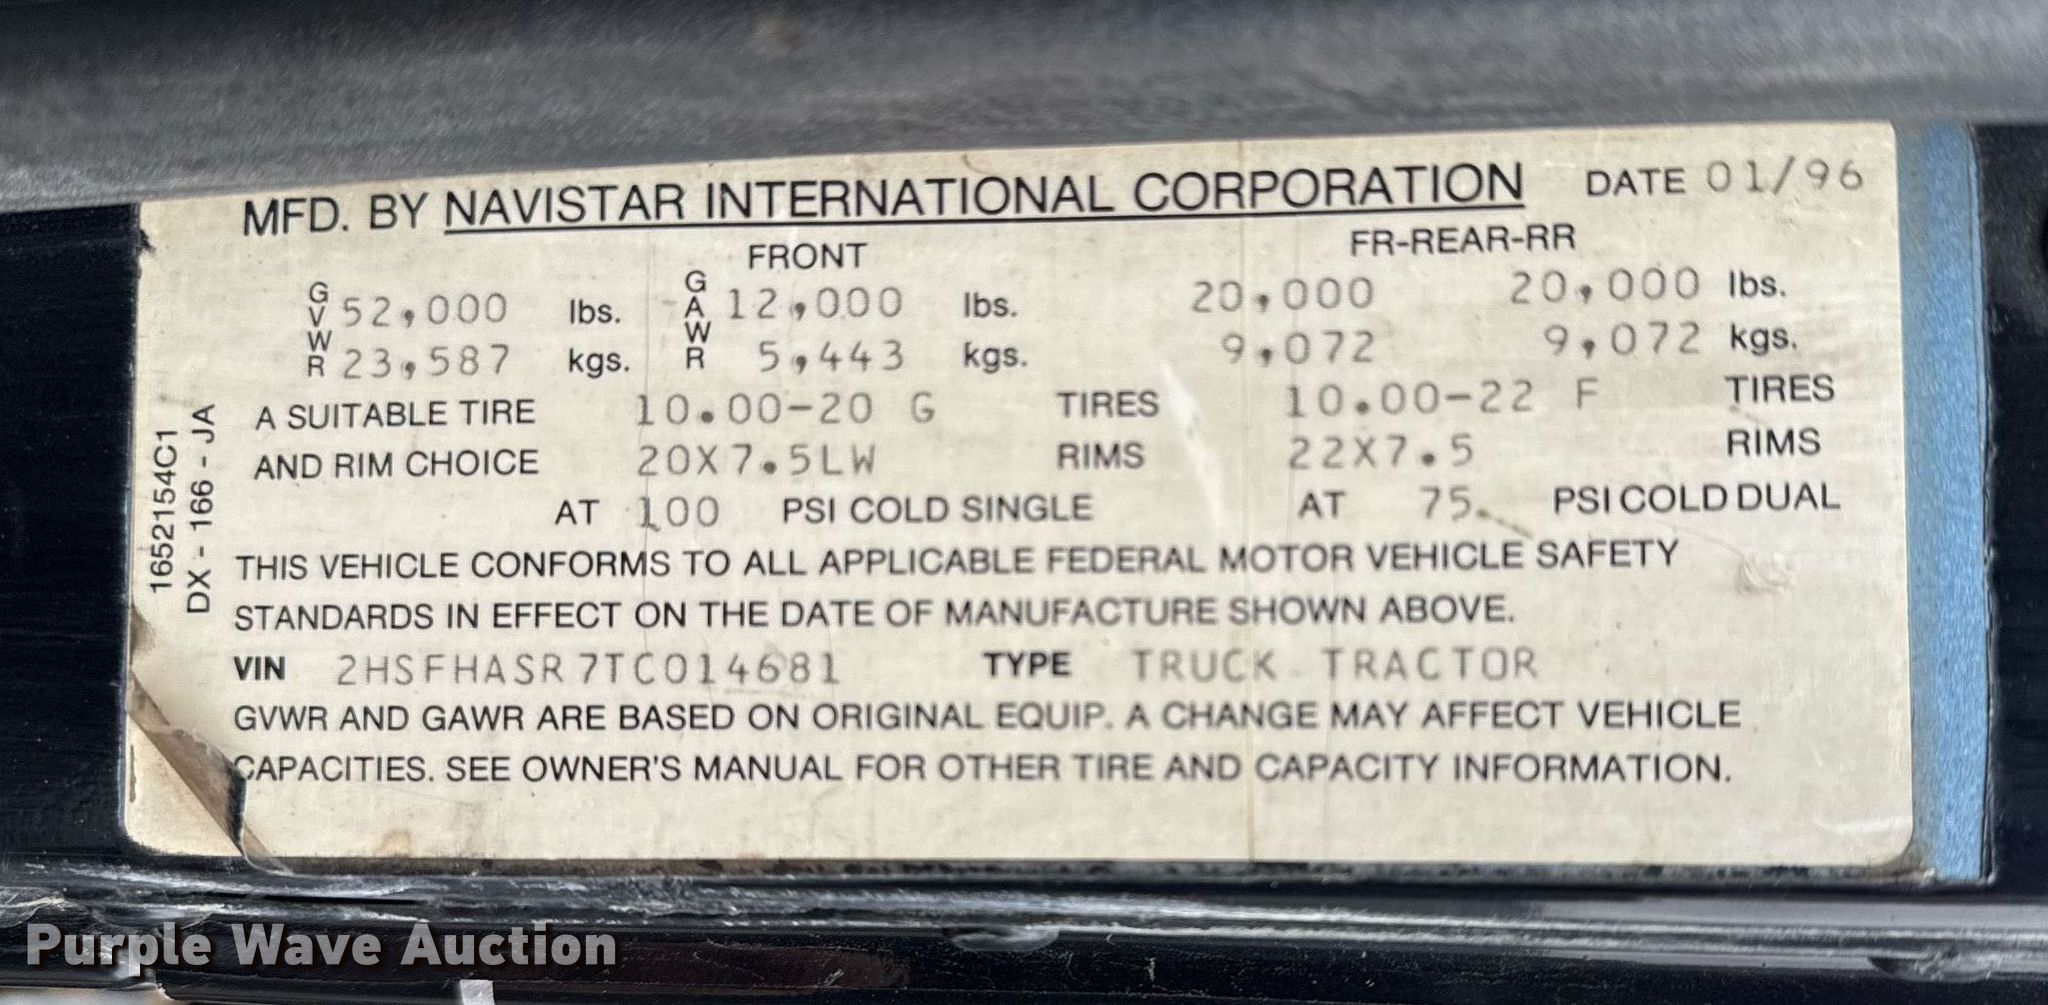 MFD. BY NAVISTAR INTERNATIONAL CORPORATION DATE 01/96
FRONT FR-REAR-RR
GVWR 52,000 lbs. GAWR 12,000 lbs. 20,000 20,000 lbs.
23,587 kgs. 5,443 kgs. 9,072 9,072 kgs.
A SUITABLE TIRE 10.00-20 G TIRES 10.00-22 F TIRES
AND RIM CHOICE 20X7.5LW RIMS 22X7.5 RIMS
AT 100 PSI COLD SINGLE AT 75. PSI COLD DUAL
THIS VEHICLE CONFORMS TO ALL APPLICABLE FEDERAL MOTOR VEHICLE SAFETY
STANDARDS IN EFFECT ON THE DATE OF MANUFACTURE SHOWN ABOVE.
VIN 2HSFHASR7TC014681 TYPE TRUCK TRACTOR
GVWR AND GAWR ARE BASED ON ORIGINAL EQUIP. A CHANGE MAY AFFECT VEHICLE
CAPACITIES. SEE OWNER'S MANUAL FOR OTHER TIRE AND CAPACITY INFORMATION.
1652154C1
DX - 166 - JA
Purple Wave Auction